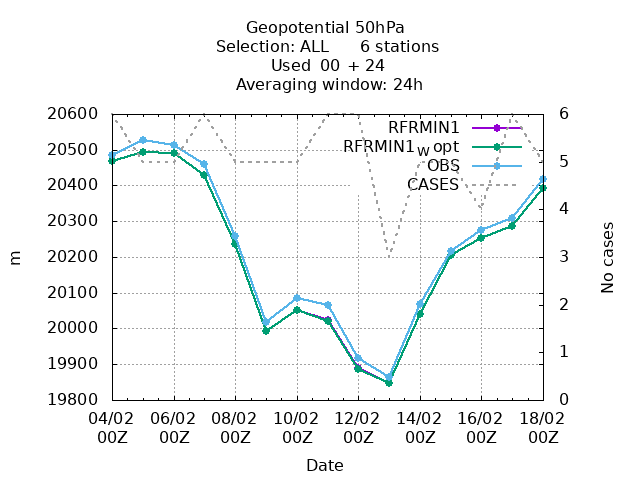 Geopotential 50hPa
Selection: ALL 6 stations
Used 00 + 24
Averaging window: 24h
20600
20500
20400
20300
20200
20100
20000
19900
19800
m
6
5
4
3
2
1
0
No cases
RFRMIN1
RFRMIN1w opt
OBS
CASES
04/02 06/02 08/02 10/02 12/02 14/02 16/02 18/02
00Z 00Z 00Z 00Z 00Z 00Z 00Z 00Z
Date